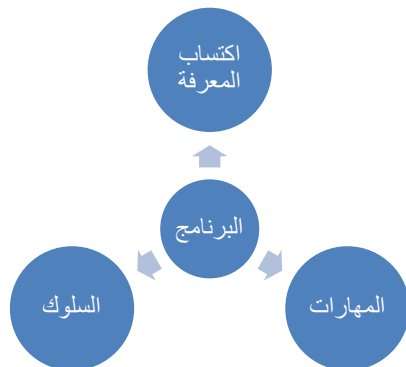 اكتساب
المعرفة
البرنامج
المهارات
السلوك